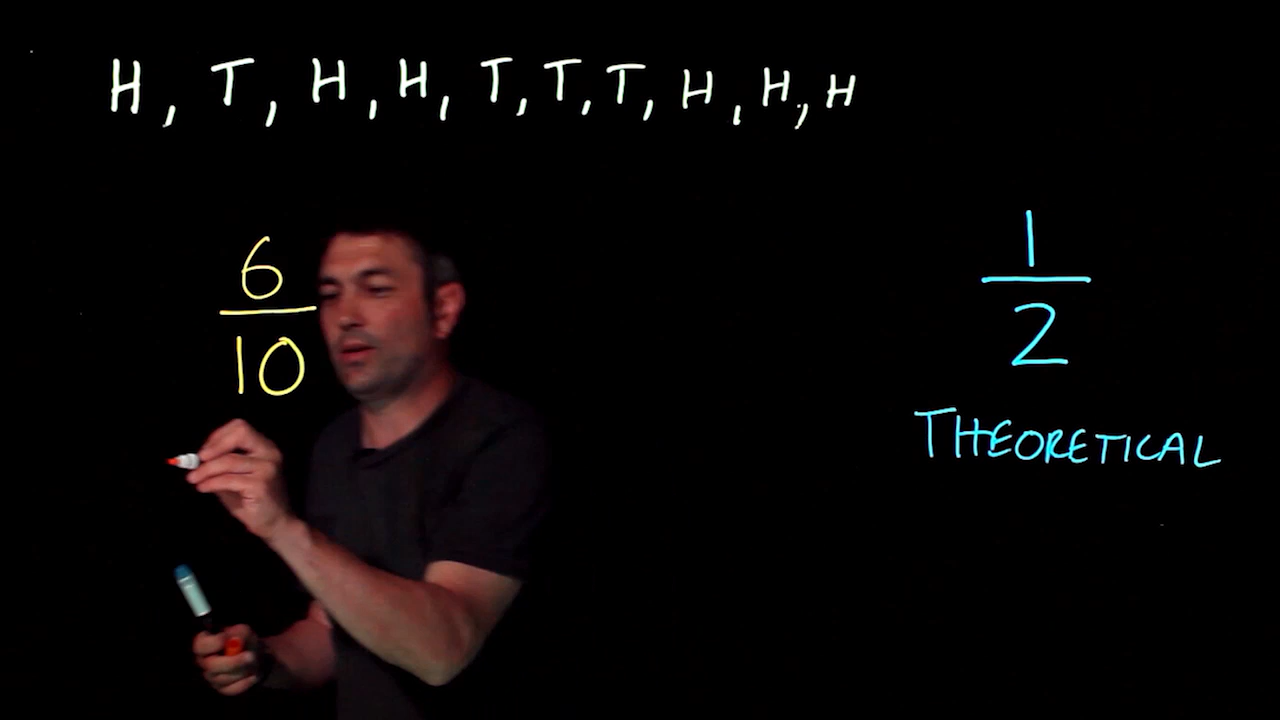 H, T, H, H, T, T, T, H, H, H
6
10
1
2
THEORETICAL